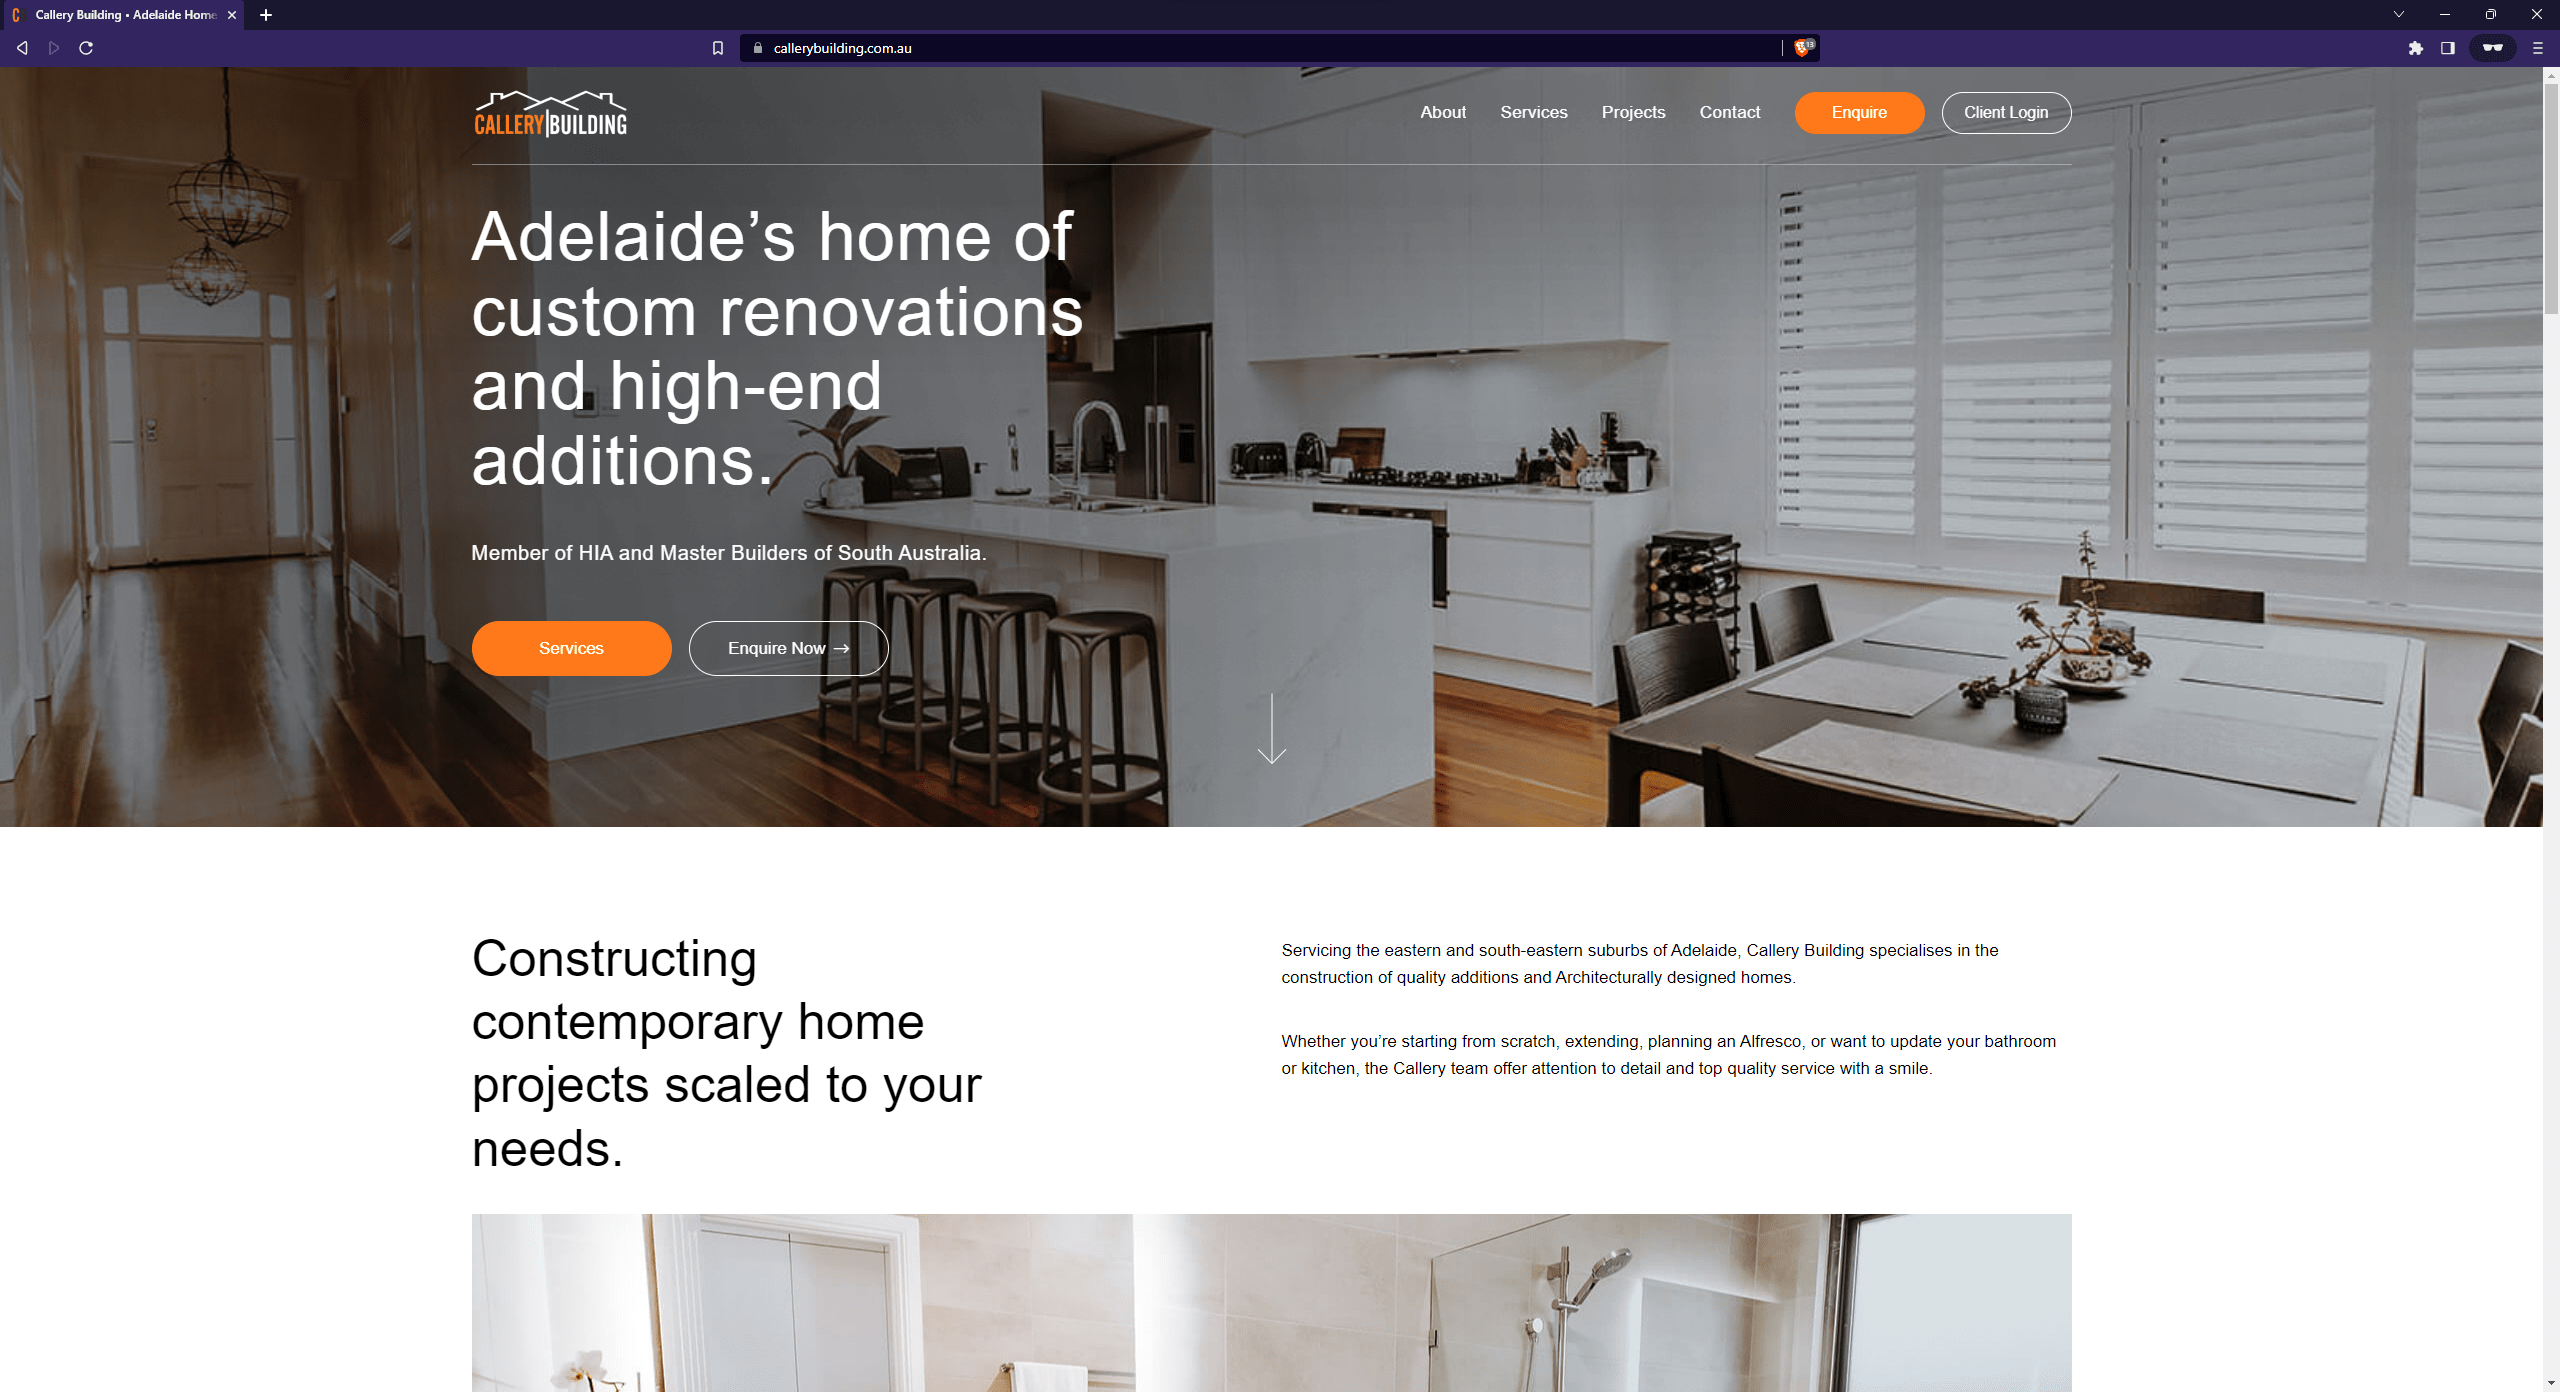 Callery Building • Adelaide Home
callerybuilding.com.au
13
CALLERY|BUILDING
About
Services
Projects
Contact
Enquire
Client Login
Adelaide’s home of
custom renovations
and high-end
additions.
Member of HIA and Master Builders of South Australia.
Services
Enquire Now →
Constructing
contemporary home
projects scaled to your
needs.
Servicing the eastern and south-eastern suburbs of Adelaide, Callery Building specialises in the
construction of quality additions and Architecturally designed homes.
Whether you’re starting from scratch, extending, planning an Alfresco, or want to update your bathroom
or kitchen, the Callery team offer attention to detail and top quality service with a smile.